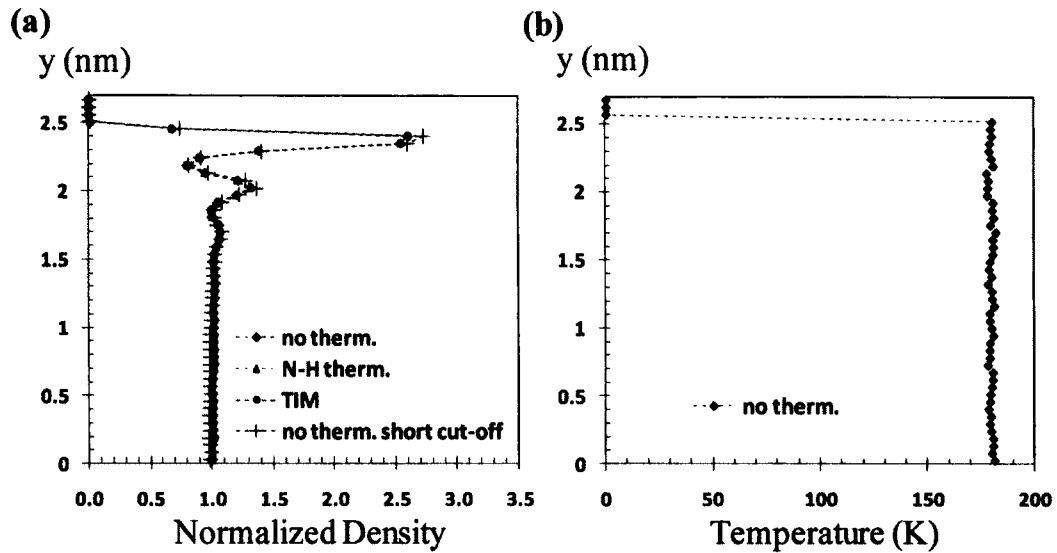 (a)
y (nm)
2.5
2
1.5
1
0.5
0
no therm.
N-H therm.
TIM
no therm. short cut-off
0.0 0.5 1.0 1.5 2.0 2.5 3.0 3.5
Normalized Density
(b)
y (nm)
2.5
2
1.5
1
0.5
0
no therm.
0 50 100 150 200
Temperature (K)